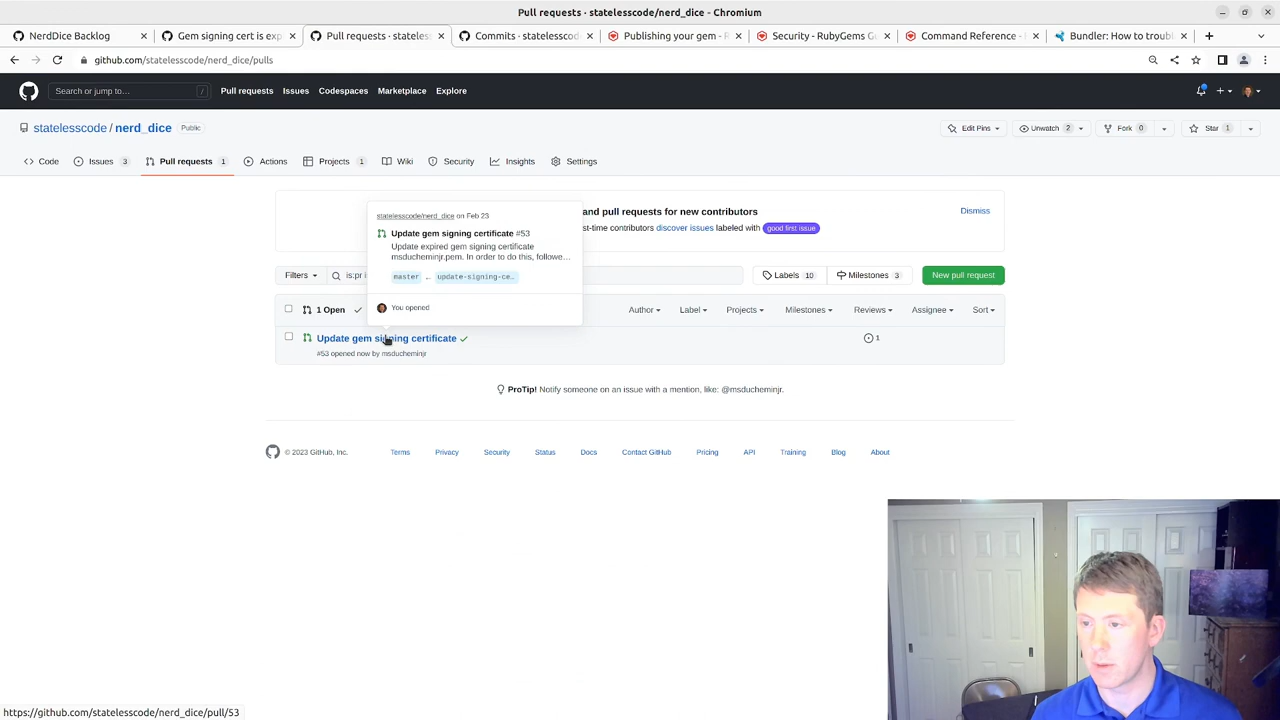 Pull requests · statelesscode/nerd_dice - Chromium
NerdDice Backlog
Gem signing cert is exp
Pull requests · stateless
Commits · statelesscod
Publishing your gem - R
Security - RubyGems Gu
Command Reference -
Bundler: How to troubl
github.com/statelesscode/nerd_dice/pulls
Search or jump to…
/
Pull requests
Issues
Codespaces
Marketplace
Explore
statelesscode / nerd_dice
Public
Edit Pins
Unwatch 2
Fork 0
Star 1
Code
Issues 3
Pull requests 1
Actions
Projects 1
Wiki
Security
Insights
Settings
statelesscode/nerd_dice on Feb 23
Update gem signing certificate #53
Update expired gem signing certificate
msducheminjr.pem. In order to do this, followe…
master ← update-signing-ce…
You opened
and pull requests for new contributors
Dismiss
st-time contributors discover issues labeled with good first issue
Filters
is:pr i
Labels 10
Milestones 3
New pull request
1 Open
Author
Label
Projects
Milestones
Reviews
Assignee
Sort
Update gem signing certificate
1
#53 opened now by msducheminjr
ProTip! Notify someone on an issue with a mention, like: @msducheminjr.
© 2023 GitHub, Inc.
Terms
Privacy
Security
Status
Docs
Contact GitHub
Pricing
API
Training
Blog
About
https://github.com/statelesscode/nerd_dice/pull/53